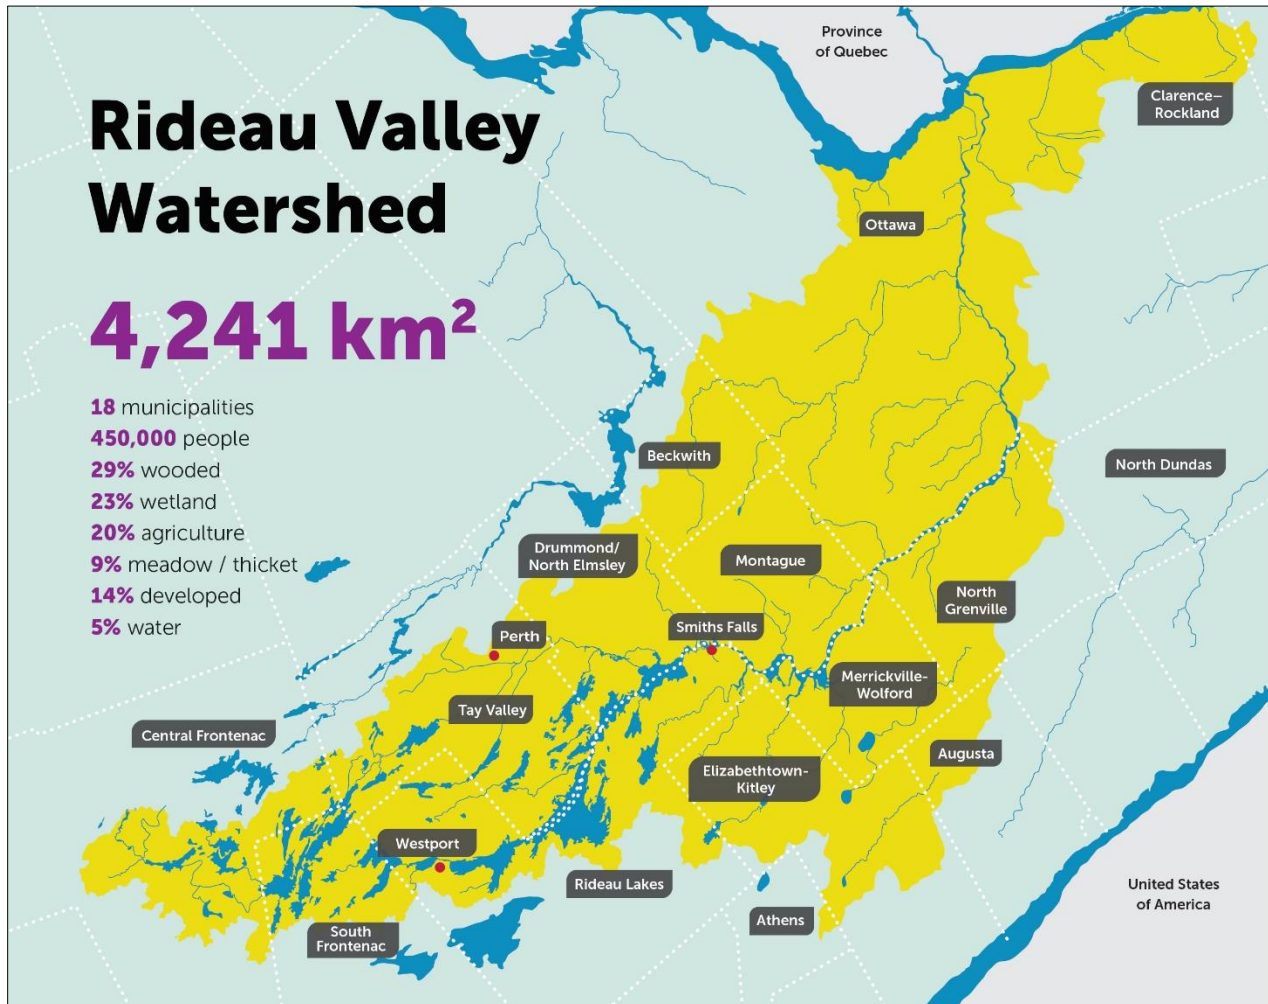 Rideau Valley
Watershed
4,241 km²
18 municipalities
450,000 people
29% wooded
23% wetland
20% agriculture
9% meadow / thicket
14% developed
5% water
Province
of Quebec
Clarence–
Rockland
Ottawa
Beckwith
North Dundas
Drummond/
North Elmsley
Montague
North
Grenville
Smiths Falls
Perth
Merrickville-
Wolford
Tay Valley
Central Frontenac
Augusta
Elizabethtown-
Kitley
Westport
Rideau Lakes
United States
of America
Athens
South
Frontenac